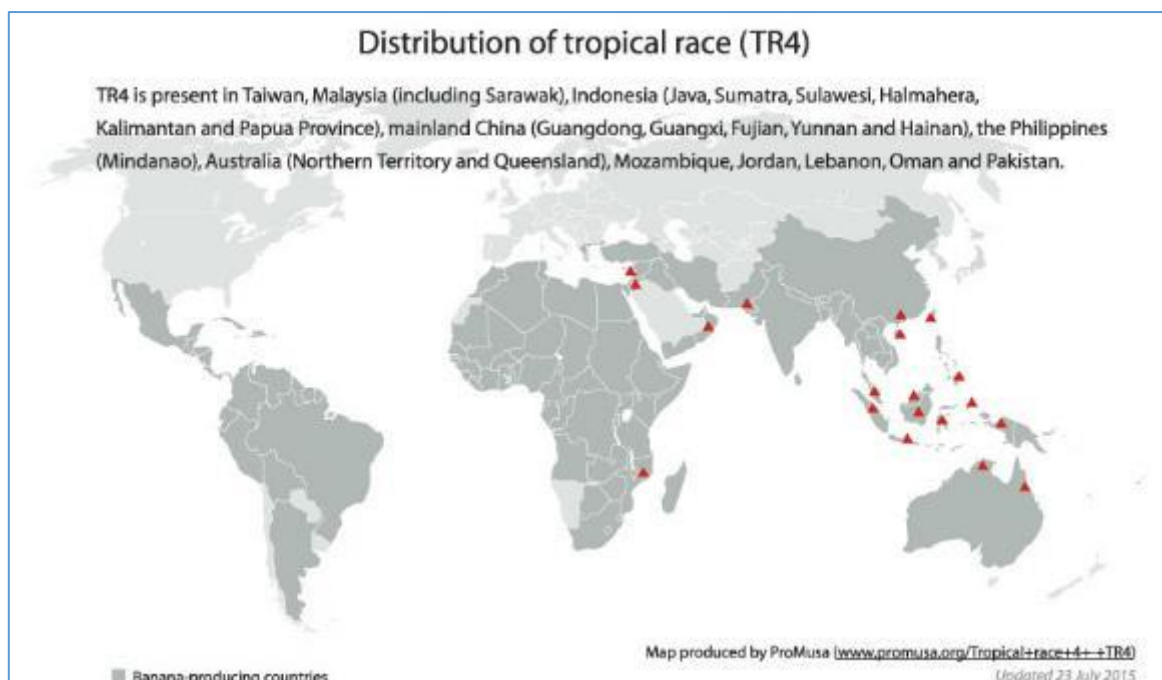 Distribution of tropical race (TR4)
TR4 is present in Taiwan, Malaysia (including Sarawak), Indonesia (Java, Sumatra, Sulawesi, Halmahera,
Kalimantan and Papua Province), mainland China (Guangdong, Guangxi, Fujian, Yunnan and Hainan), the Philippines
(Mindanao), Australia (Northern Territory and Queensland), Mozambique, Jordan, Lebanon, Oman and Pakistan.
Map produced by ProMusa (www.promusa.org/Tropical+race+4+-+TR4)
Banana-producing countries
Updated 23 July 2015